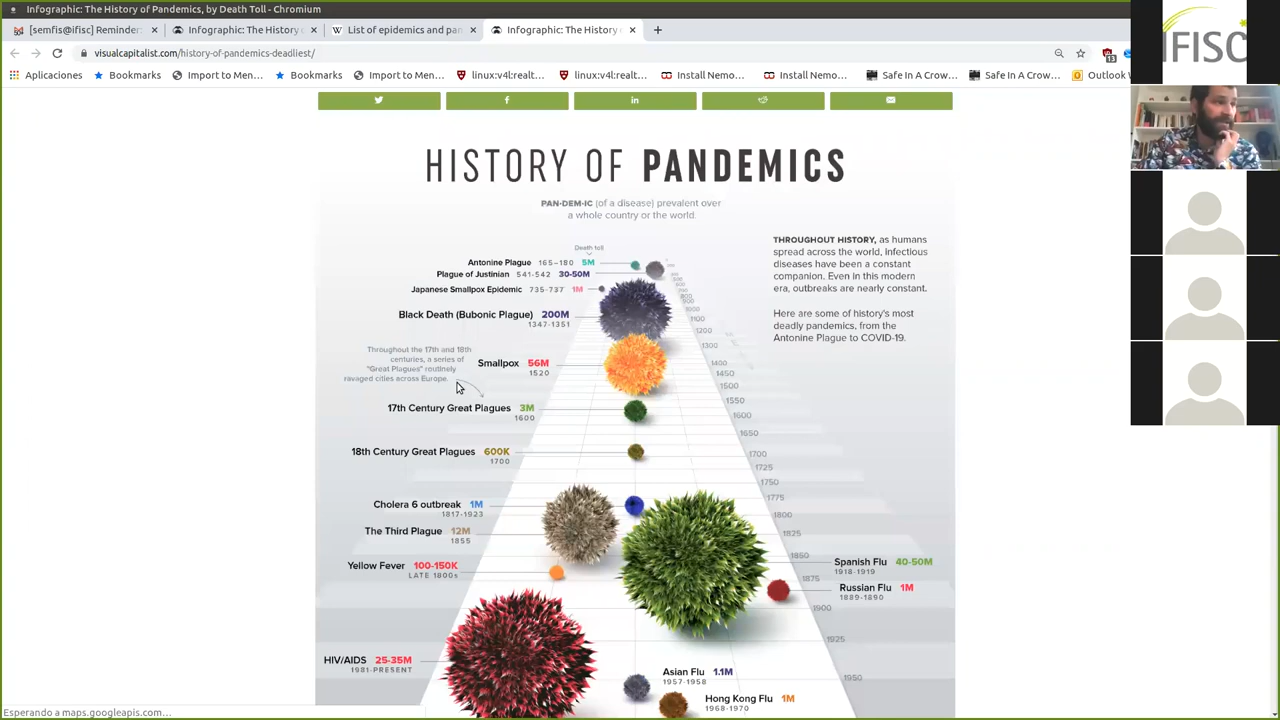 Infographic: The History of Pandemics, by Death Toll - Chromium
[semfis@ifisc] Reminder
Infographic: The History o
List of epidemics and pan
Infographic: The History
visualcapitalist.com/history-of-pandemics-deadliest/
13
Aplicaciones
Bookmarks
Import to Men...
Bookmarks
Import to Men...
linux:v4l:realt...
linux:v4l:realt...
Install Nemo...
Install Nemo...
Safe In A Crow...
Safe In A Crow...
Outlook
IFISC
HISTORY OF PANDEMICS
PAN·DEM·IC (of a disease) prevalent over
a whole country or the world.
THROUGHOUT HISTORY, as humans
spread across the world, infectious
diseases have been a constant
companion. Even in this modern
era, outbreaks are nearly constant.
Here are some of history's most
deadly pandemics, from the
Antonine Plague to COVID-19.
Death toll
Antonine Plague 165-180 5M
Plague of Justinian 541-542 30-50M
Japanese Smallpox Epidemic 735-737 1M
Black Death (Bubonic Plague) 200M
1347-1351
Throughout the 17th and 18th
centuries, a series of
"Great Plagues" routinely
ravaged cities across Europe.
Smallpox 56M
1520
17th Century Great Plagues 3M
1600
18th Century Great Plagues 600K
1700
Cholera 6 outbreak 1M
1817-1923
The Third Plague 12M
1855
Yellow Fever 100-150K
LATE 1800s
Spanish Flu 40-50M
1918-1919
Russian Flu 1M
1889-1890
HIV/AIDS 25-35M
1981-PRESENT
Asian Flu 1.1M
1957-1958
Hong Kong Flu 1M
1968-1970
1100
1200
1300
1400
1450
1500
1550
1600
1650
1700
1725
1750
1775
1800
1825
1850
1875
1900
1925
1950
Esperando a maps.googleapis.com...